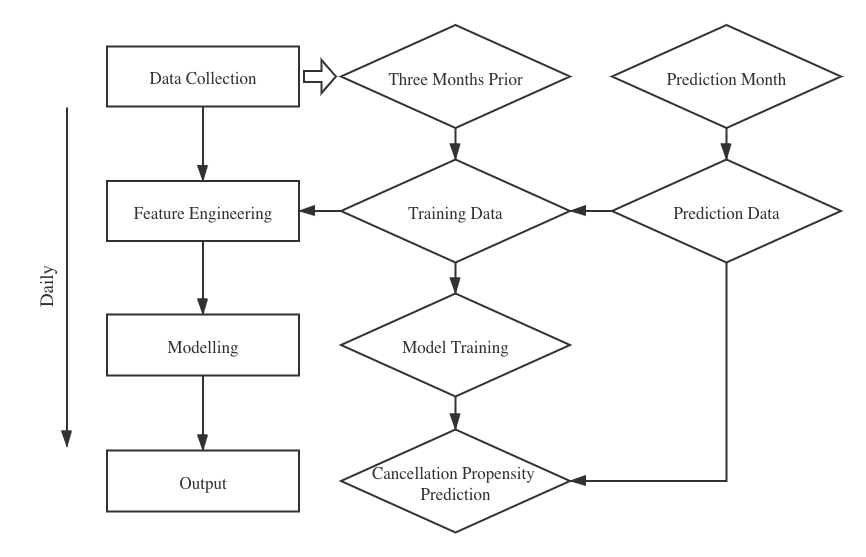 Data Collection
Three Months Prior
Prediction Month
Feature Engineering
Training Data
Prediction Data
Daily
Modelling
Model Training
Output
Cancellation Propensity
Prediction